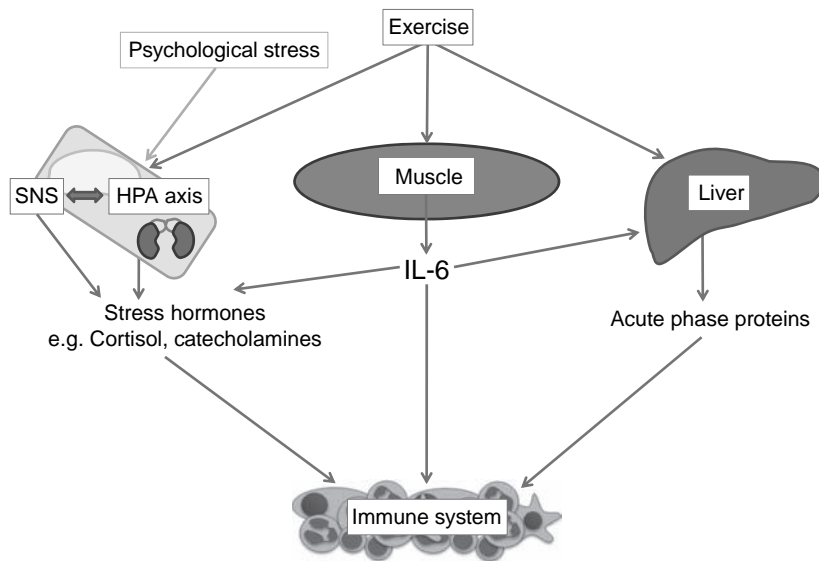 Exercise
Psychological stress
Muscle
SNS
HPA axis
Liver
IL-6
Stress hormones
e.g. Cortisol, catecholamines
Acute phase proteins
Immune system